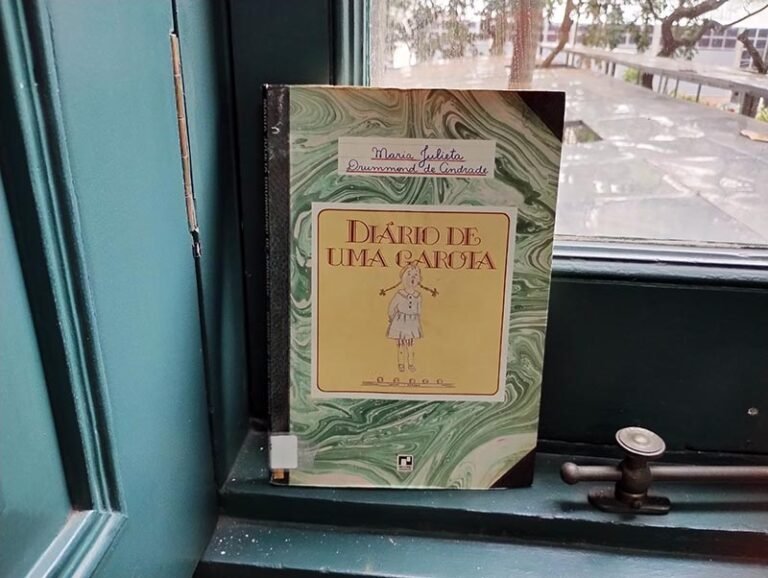 Maria Julieta
Drummond de Andrade
DIÁRIO DE
UMA GAROTA